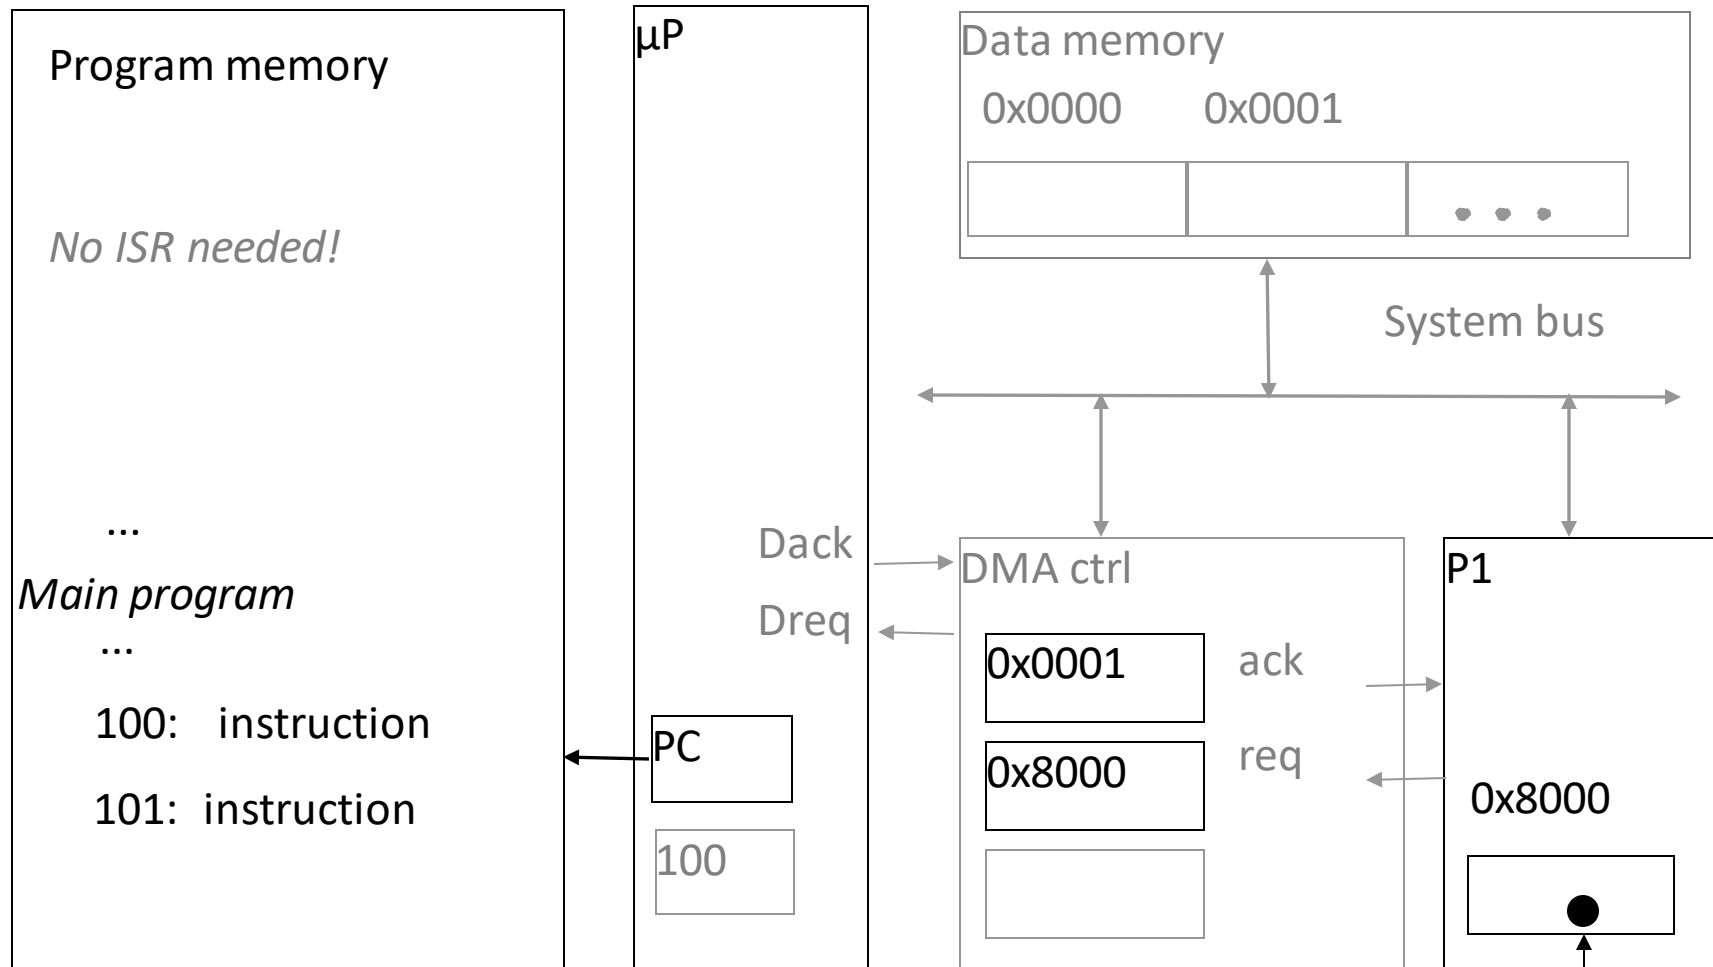 Program memory
No ISR needed!
...
Main program
...
100: instruction
101: instruction
μP
Dack
Dreq
PC
100
Data memory
0x0000 0x0001
System bus
DMA ctrl
0x0001
ack
0x8000
req
P1
0x8000